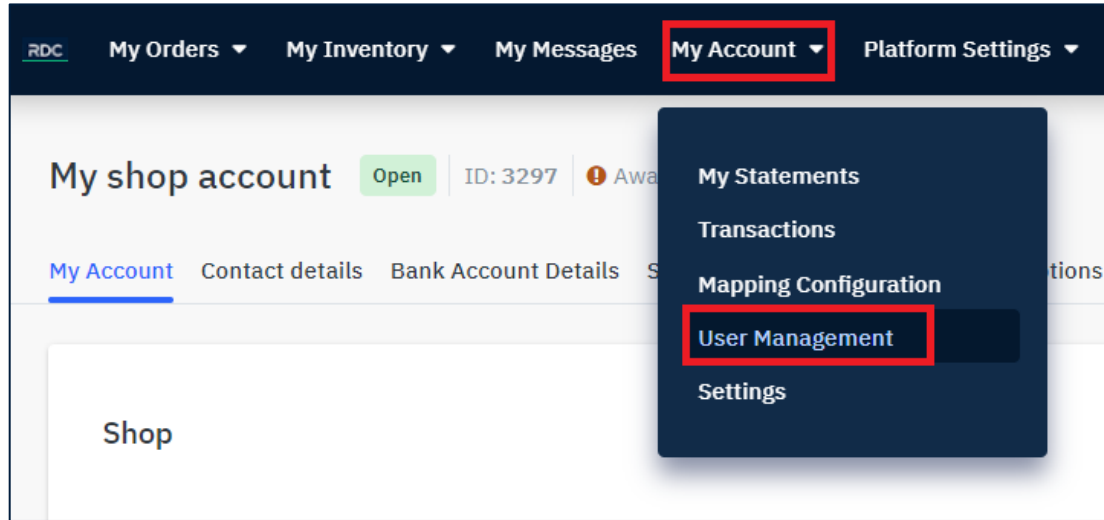 RDC My Orders My Inventory My Messages My Account Platform Settings
My shop account Open ID: 3297
My Statements
Transactions
My Account Contact details Bank Account Details
Mapping Configuration
User Management
Settings
Shop